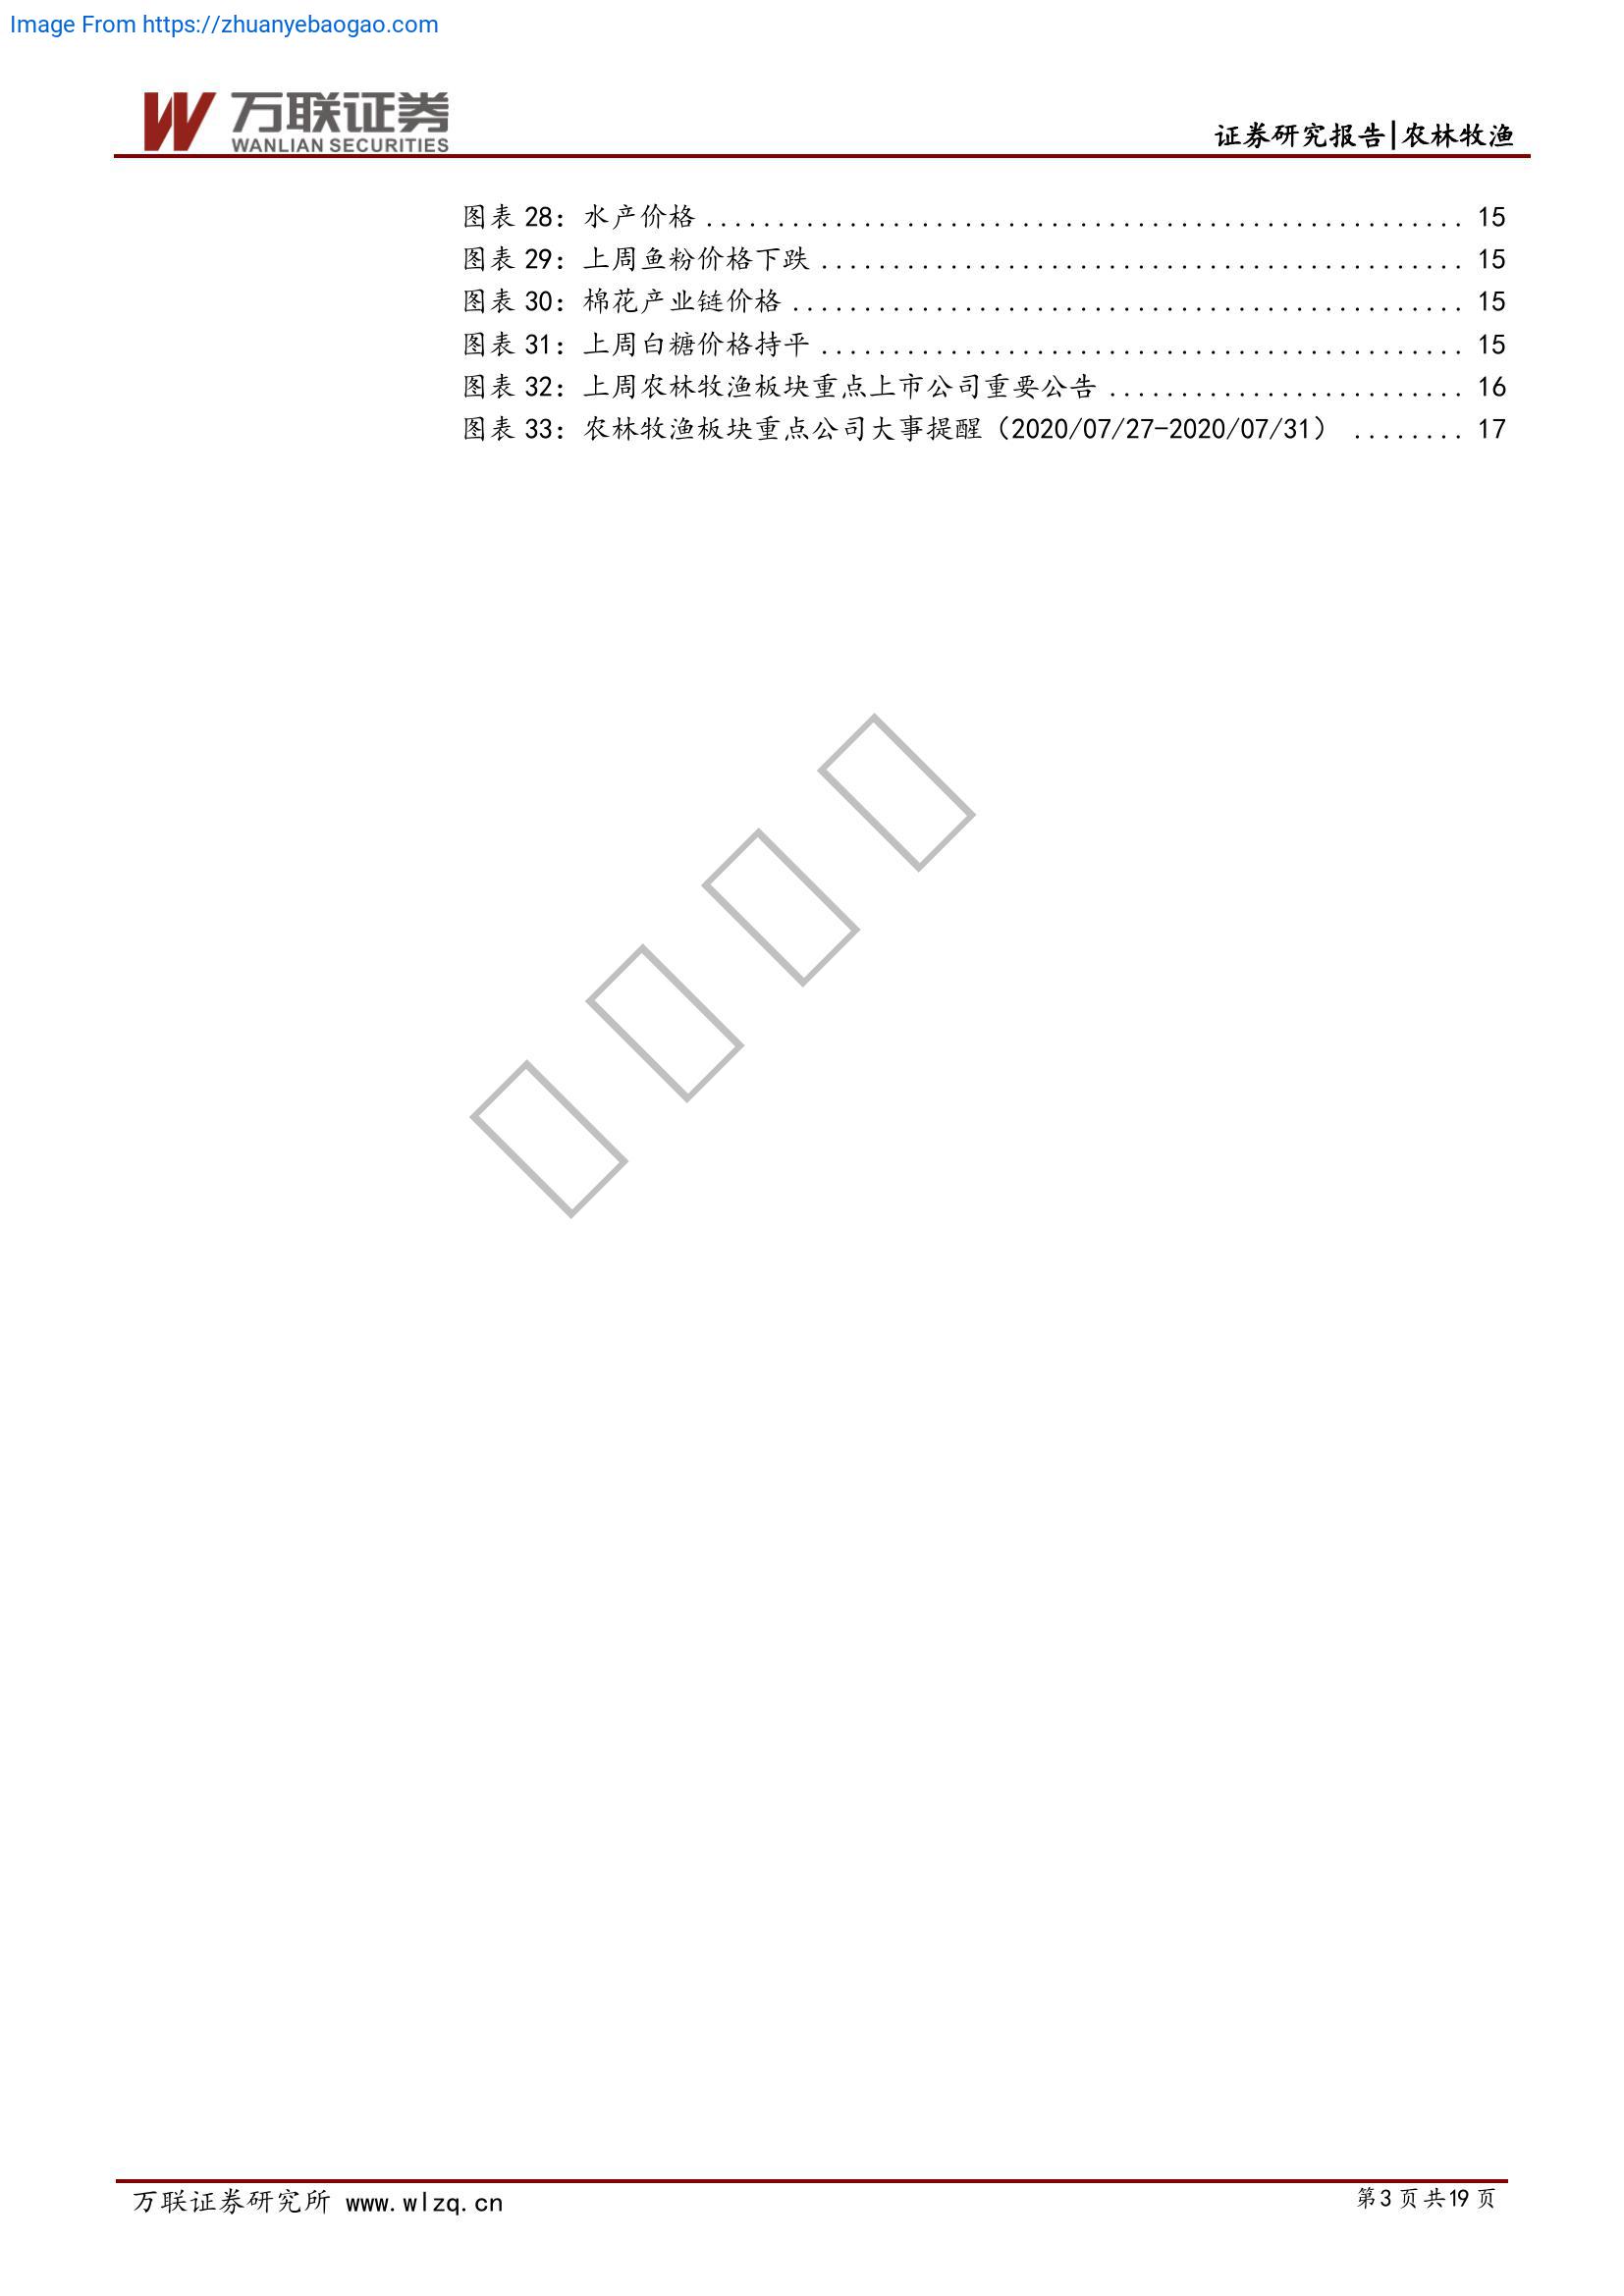 Image From https://zhuanyebaogao.com
万联证券
WANLIAN SECURITIES
证券研究报告|农林牧渔
图表 28：水产价格 ..................................................... 15
图表 29：上周鱼粉价格下跌 ............................................. 15
图表 30：棉花产业链价格 ............................................... 15
图表 31：上周白糖价格持平 ............................................. 15
图表 32：上周农林牧渔板块重点上市公司重要公告 ......................... 16
图表 33：农林牧渔板块重点公司大事提醒（2020/07/27-2020/07/31） ........ 17
万联证券研究所 www.wlzq.cn
第3页共19页